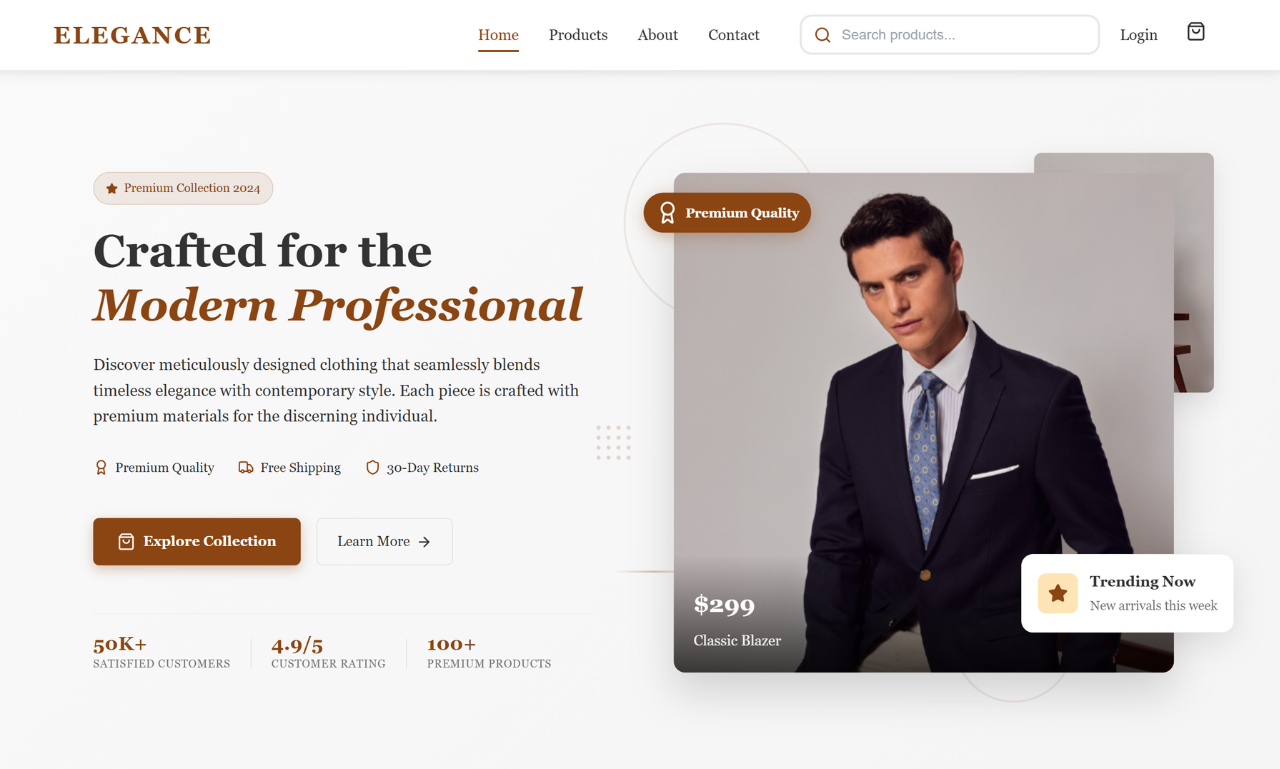 ELEGANCE
Home
Products
About
Contact
Search products...
Login
Premium Collection 2024
Crafted for the
Modern Professional
Discover meticulously designed clothing that seamlessly blends
timeless elegance with contemporary style. Each piece is crafted with
premium materials for the discerning individual.
Premium Quality
Free Shipping
30-Day Returns
Explore Collection
Learn More
50K+
SATISFIED CUSTOMERS
4.9/5
CUSTOMER RATING
100+
PREMIUM PRODUCTS
Premium Quality
$299
Classic Blazer
Trending Now
New arrivals this week